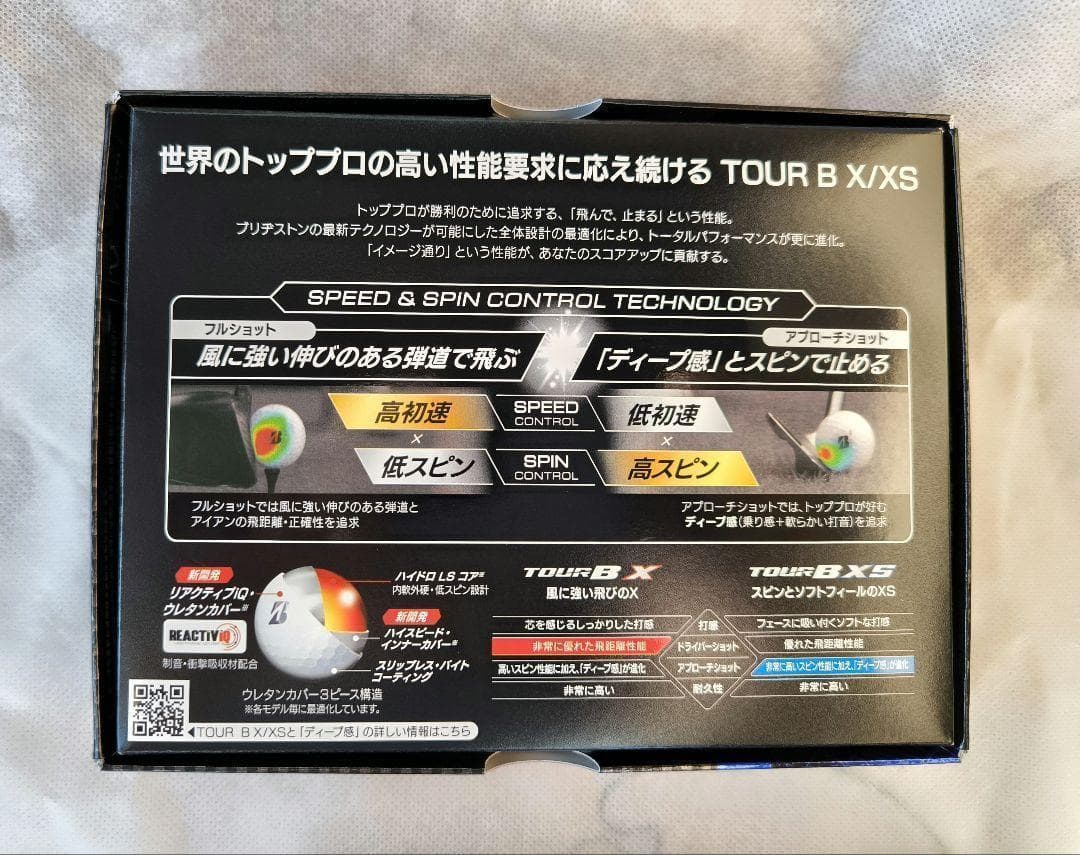 世界のトッププロの高い性能要求に応え続ける TOUR B X/XS
トッププロが勝利のために追求する、「飛んで、止まる」という性能。
ブリヂストンの最新テクノロジーが可能にした全体設計の最適化により、トータルパフォーマンスが更に進化。
「イメージ通り」という性能が、あなたのスコアアップに貢献する。
SPEED & SPIN CONTROL TECHNOLOGY
フルショット
風に強い伸びのある弾道で飛ぶ
アプローチショット
「ディープ感」とスピンで止める
高初速
SPEED
CONTROL
低初速
×
×
低スピン
SPIN
CONTROL
高スピン
B
B
フルショットでは風に強い伸びのある弾道と
アイアンの飛距離・正確性を追求
アプローチショットでは、トッププロが好む
ディープ感(乗り感+軟らかい打音)を追求
新開発
リアクティブiQ・
ウレタンカバー※
REACTiV iQ
制音・衝撃吸収材配合
B
ハイドロ LS コア※
内軟外硬・低スピン設計
新開発
ハイスピード・
インナーカバー※
スリップレス・バイト
コーティング
ウレタンカバー3ピース構造
※各モデル毎に最適化しています。
TOUR B X/XSと「ディープ感」の詳しい情報はこちら
TOUR B X
風に強い飛びのX
TOUR B XS
スピンとソフトフィールのXS
芯を感じるしっかりした打感
打感
フェースに吸い付くソフトな打感
非常に優れた飛距離性能
ドライバーショット
優れた飛距離性能
高いスピン性能に加え、「ディープ感」が進化
アプローチショット
非常に高いスピン性能に加え、「ディープ感」が進化
非常に高い
耐久性
非常に高い